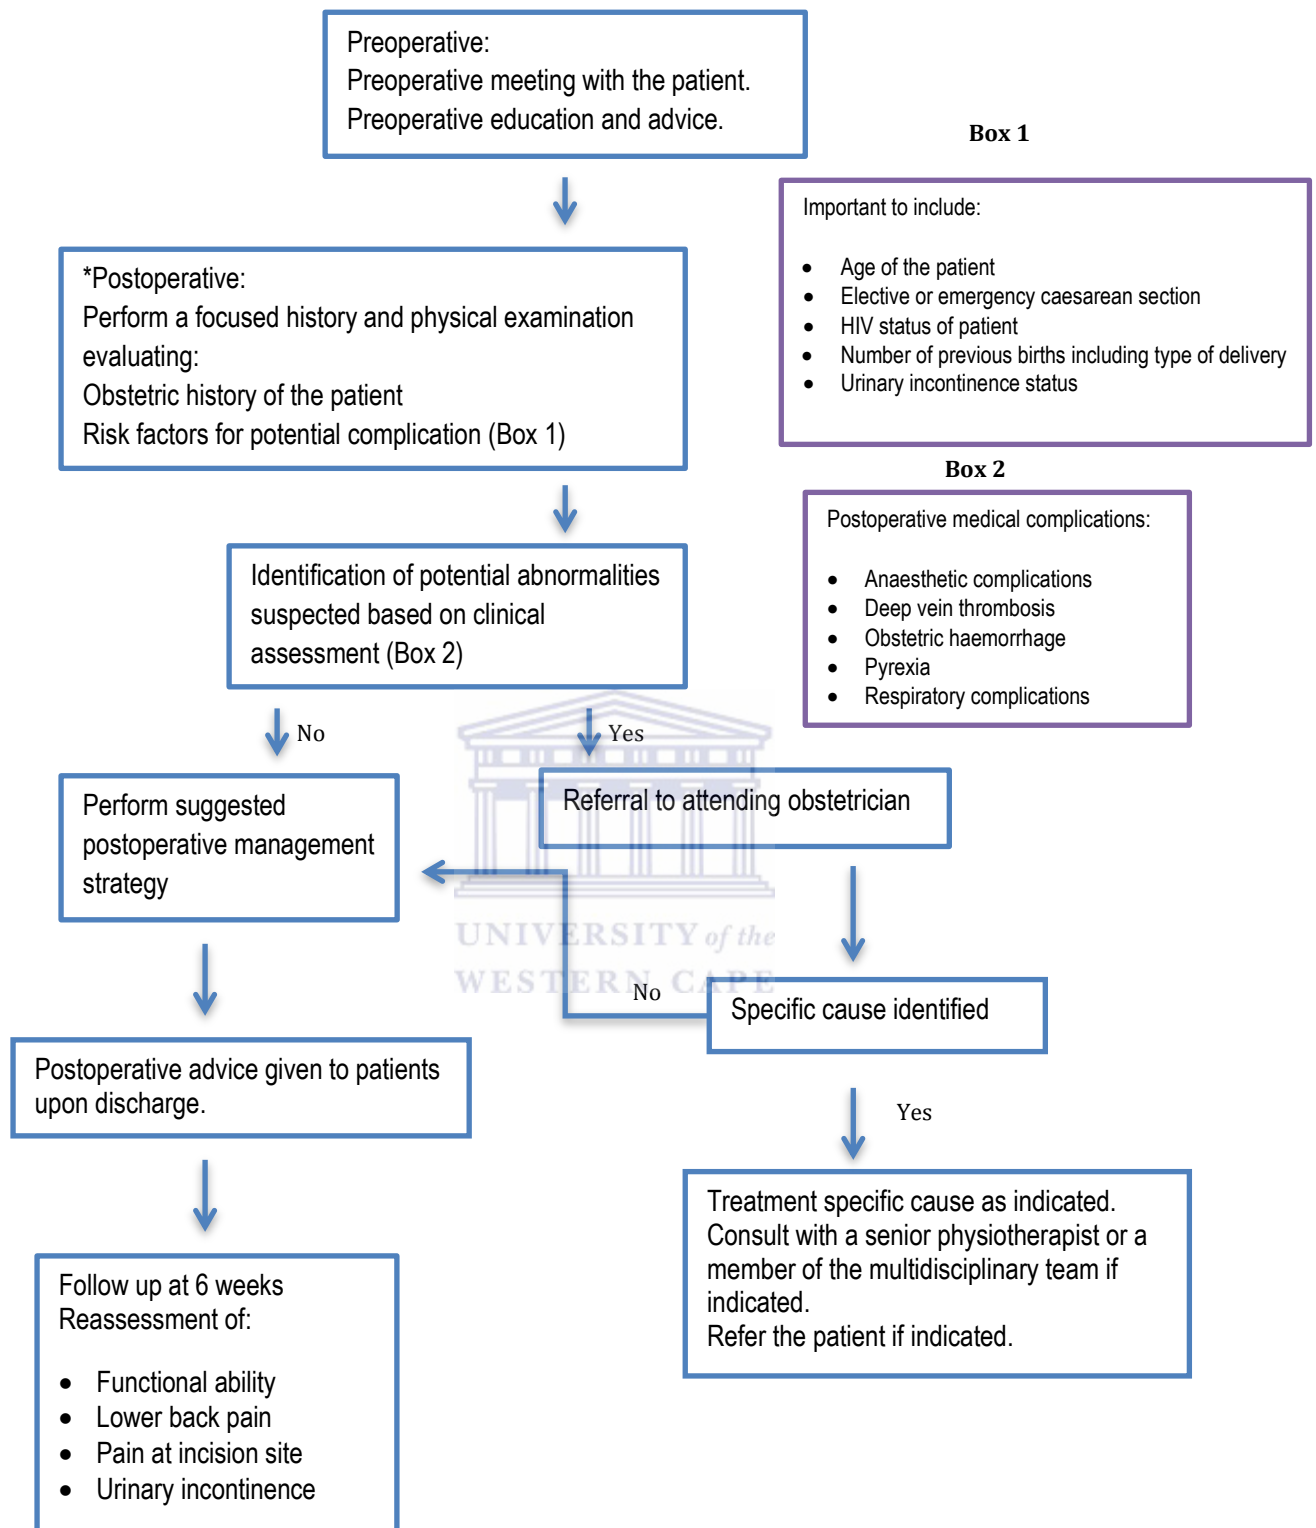 Preoperative:
Preoperative meeting with the patient.
Preoperative education and advice.
Box 1
Important to include:
• Age of the patient
• Elective or emergency caesarean section
• HIV status of patient
• Number of previous births including type of delivery
• Urinary incontinence status
*Postoperative:
Perform a focused history and physical examination
evaluating:
Obstetric history of the patient
Risk factors for potential complication (Box 1)
Box 2
Postoperative medical complications:
• Anaesthetic complications
• Deep vein thrombosis
• Obstetric haemorrhage
• Pyrexia
• Respiratory complications
Identification of potential abnormalities
suspected based on clinical
assessment (Box 2)
No
Yes
Perform suggested
postoperative management
strategy
Referral to attending obstetrician
UNIVERSITY of the
WESTERN CAPE
No
Specific cause identified
Postoperative advice given to patients
upon discharge.
Yes
Treatment specific cause as indicated.
Consult with a senior physiotherapist or a
member of the multidisciplinary team if
indicated.
Refer the patient if indicated.
Follow up at 6 weeks
Reassessment of:
• Functional ability
• Lower back pain
• Pain at incision site
• Urinary incontinence